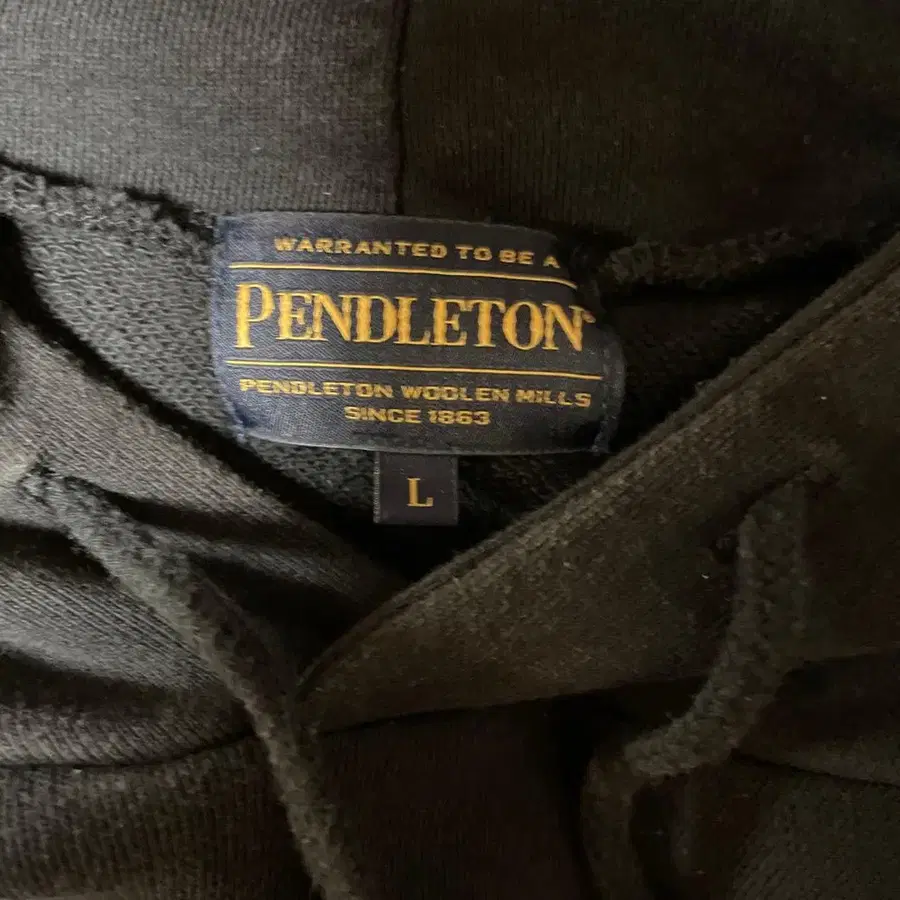 WARRANTED TO BE A
PENDLETON®
PENDLETON WOOLEN MILLS
SINCE 1863
L